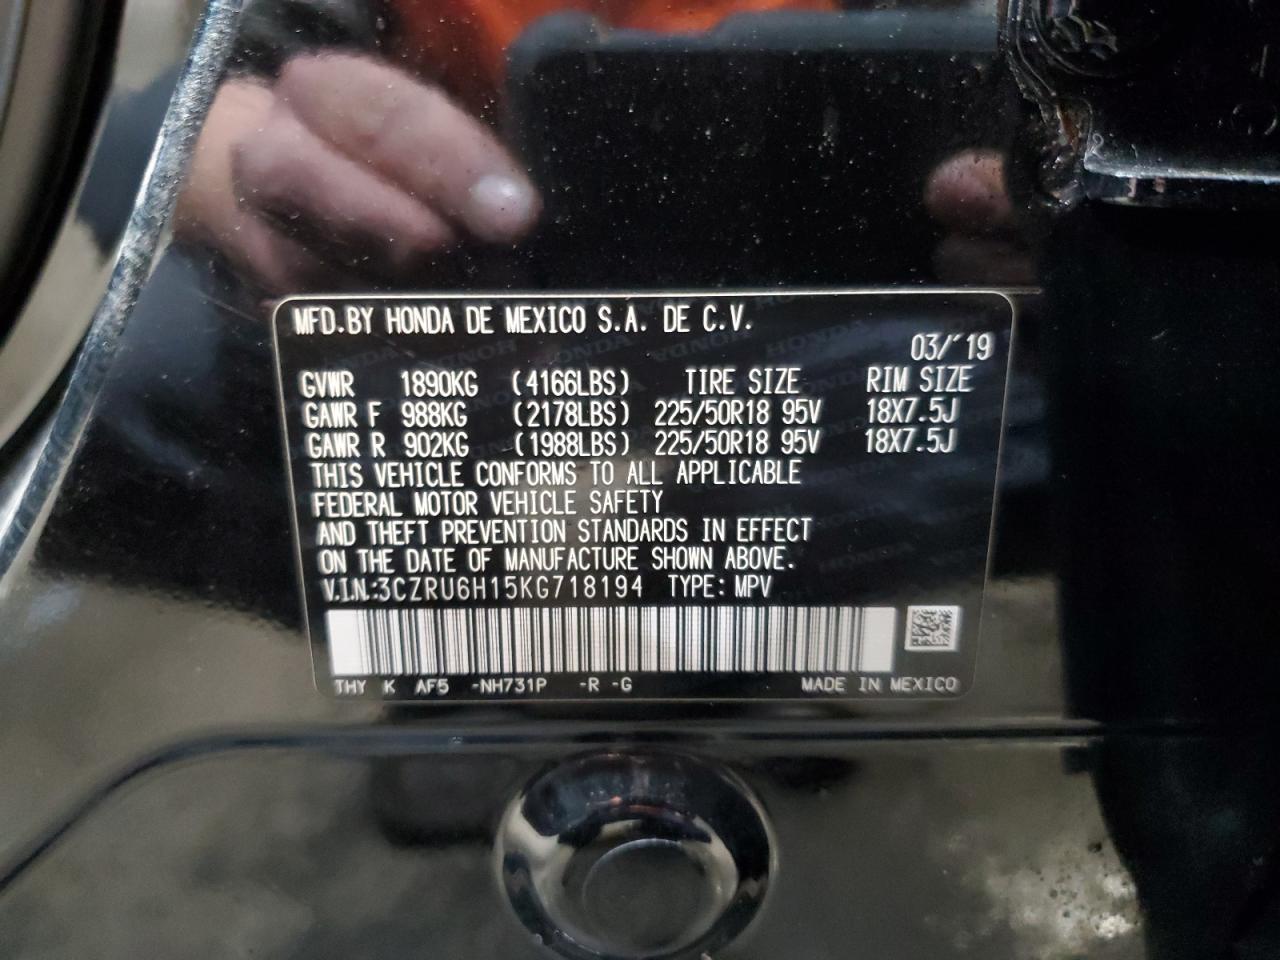 MFD.BY HONDA DE MEXICO S.A. DE C.V.
03/´19
GVWR 1890KG (4166LBS) TIRE SIZE RIM SIZE
GAWR F 988KG (2178LBS) 225/50R18 95V 18X7.5J
GAWR R 902KG (1988LBS) 225/50R18 95V 18X7.5J
THIS VEHICLE CONFORMS TO ALL APPLICABLE
FEDERAL MOTOR VEHICLE SAFETY
AND THEFT PREVENTION STANDARDS IN EFFECT
ON THE DATE OF MANUFACTURE SHOWN ABOVE.
V.I.N.:3CZRU6H15KG718194 TYPE: MPV
THY K AF5 -NH731P -R -G MADE IN MEXICO